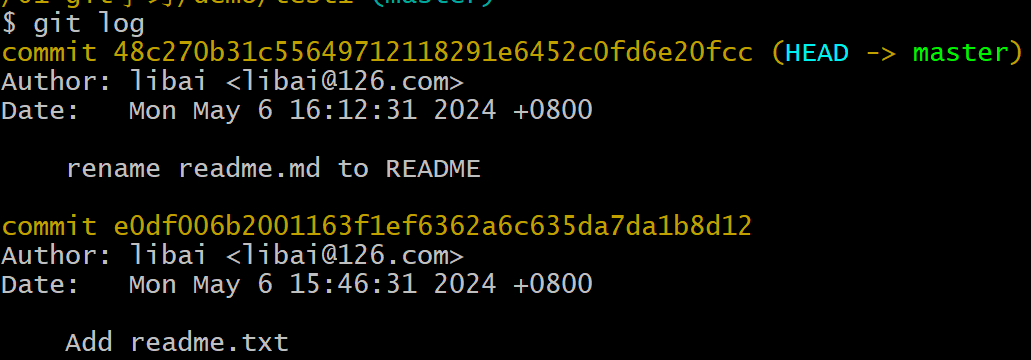 $ git log
commit 48c270b31c55649712118291e6452c0fd6e20fcc (HEAD -> master)
Author: libai <libai@126.com>
Date:   Mon May 6 16:12:31 2024 +0800
    rename readme.md to README
commit e0df006b2001163f1ef6362a6c635da7da1b8d12
Author: libai <libai@126.com>
Date:   Mon May 6 15:46:31 2024 +0800
    Add readme.txt